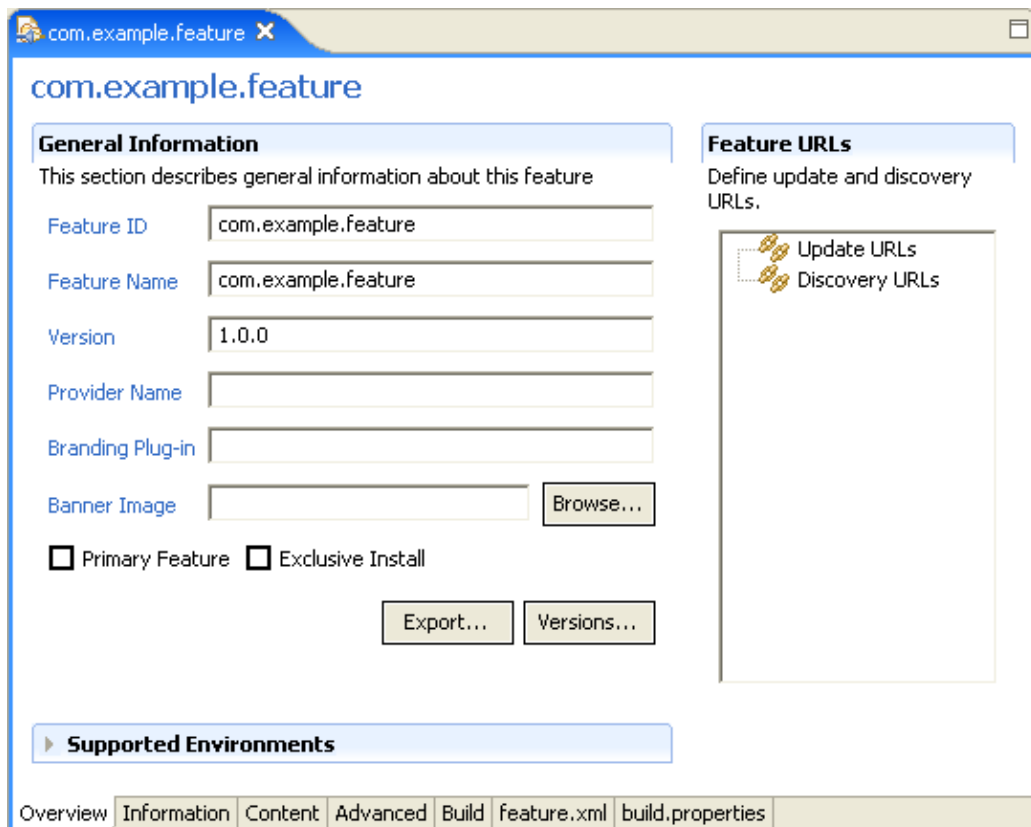 com.example.feature
com.example.feature
General Information
This section describes general information about this feature
Feature ID com.example.feature
Feature Name com.example.feature
Version 1.0.0
Provider Name
Branding Plug-in
Banner Image Browse...
Primary Feature Exclusive Install
Export... Versions...
Feature URLs
Define update and discovery
URLs.
Update URLs
Discovery URLs
Supported Environments
Overview Information Content Advanced Build feature.xml build.properties